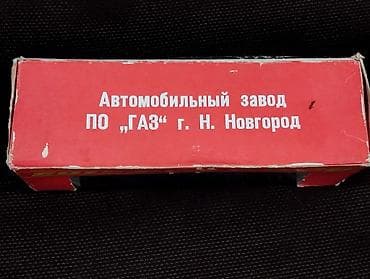 Автомобильный завод
ПО „ГАЗ“ г. Н. Новгород